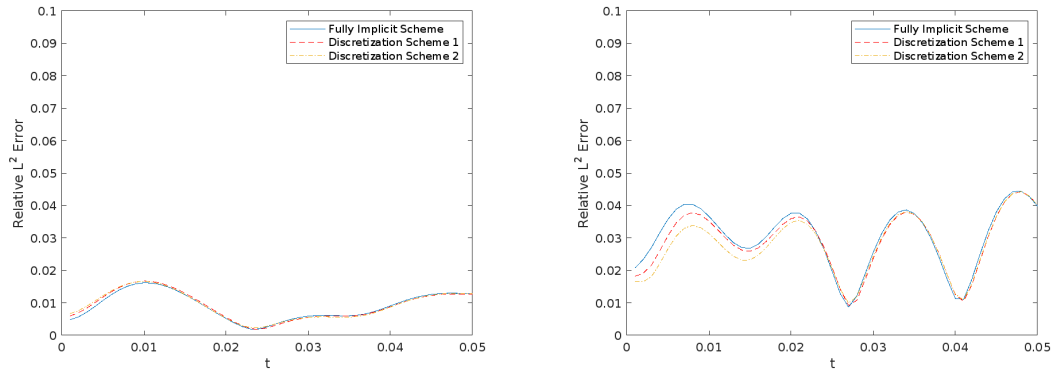 0.1
0.09
0.08
0.07
0.06
0.05
0.04
0.03
0.02
0.01
0
Relative L² Error
Fully Implicit Scheme
Discretization Scheme 1
Discretization Scheme 2
0 0.01 0.02 0.03 0.04 0.05
t
0.1
0.09
0.08
0.07
0.06
0.05
0.04
0.03
0.02
0.01
0
Relative L² Error
Fully Implicit Scheme
Discretization Scheme 1
Discretization Scheme 2
0 0.01 0.02 0.03 0.04 0.05
t